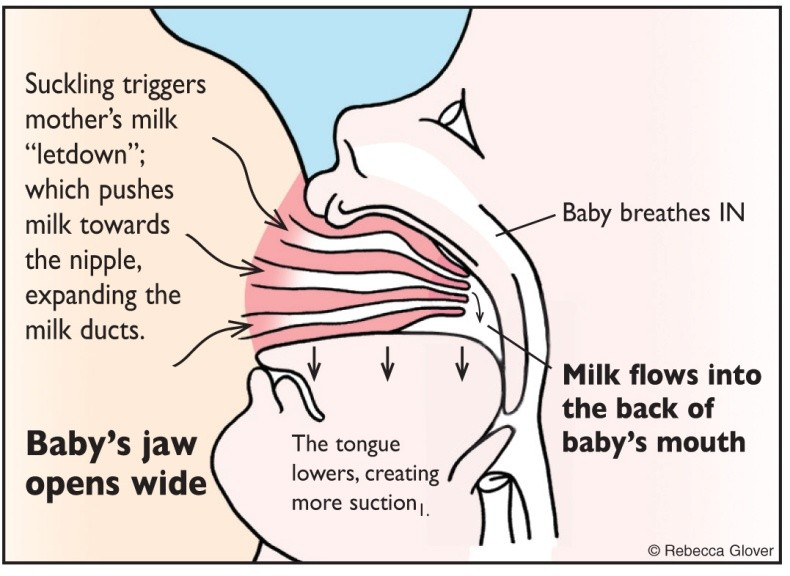 Suckling triggers
mother's milk
“letdown”;
which pushes
milk towards
the nipple,
expanding the
milk ducts.
Baby breathes IN
Milk flows into
the back of
baby's mouth
Baby's jaw
opens wide
The tongue
lowers, creating
more suction1.
© Rebecca Glover